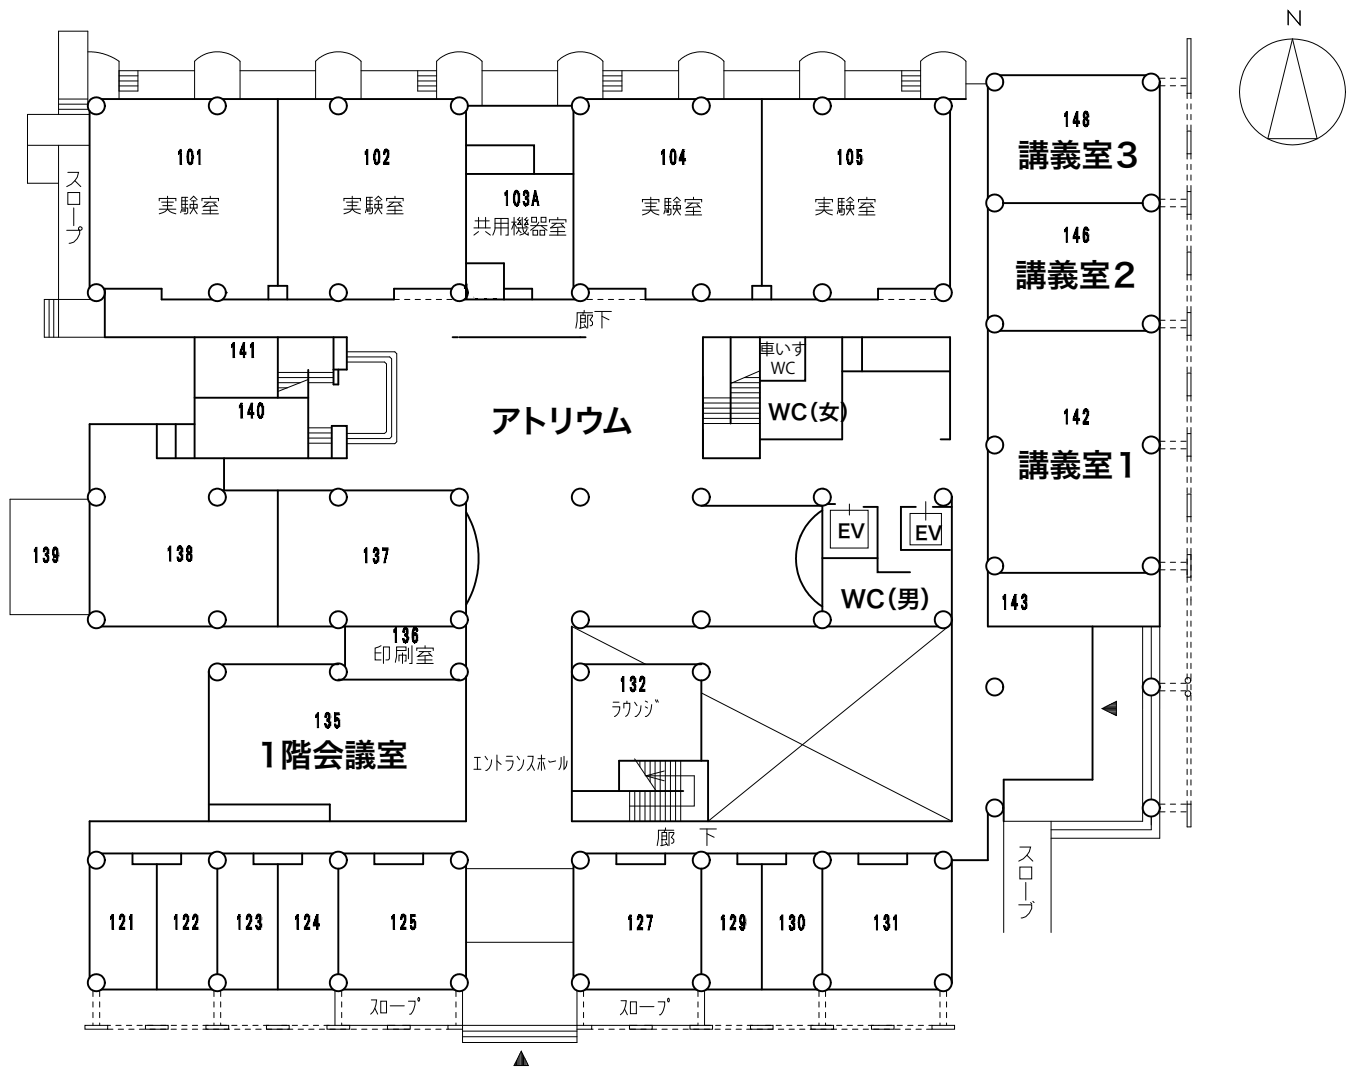 N
148
講義室3
101
102
104
105
実験室
実験室
103A
共用機器室
実験室
実験室
スロープ
146
講義室2
廊下
141
車いす
WC
140
WC(女)
アトリウム
142
講義室1
139
138
137
EV
EV
WC(男)
143
136
印刷室
132
ラウンジ
135
1階会議室
エントランスホール
廊 下
スロープ
121
122
123
124
125
127
129
130
131
スロープ
スロープ